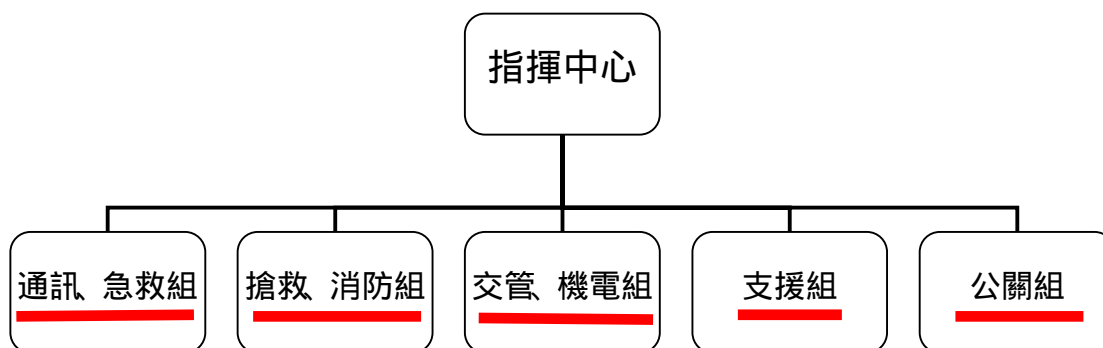 指揮中心
通訊、急救組
搶救、消防組
交管、機電組
支援組
公關組